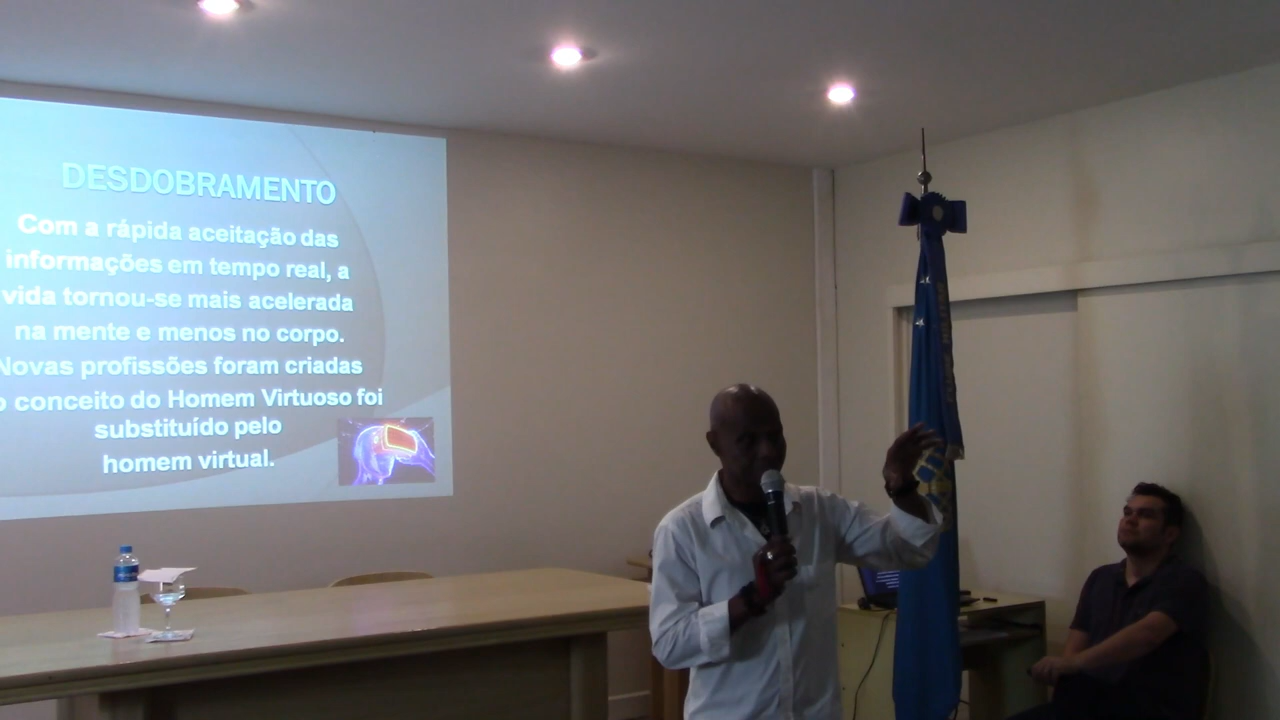 DESDOBRAMENTO
Com a rápida aceitação das
informações em tempo real, a
vida tornou-se mais acelerada
na mente e menos no corpo.
Novas profissões foram criadas
o conceito do Homem Virtuoso foi
substituído pelo
homem virtual.